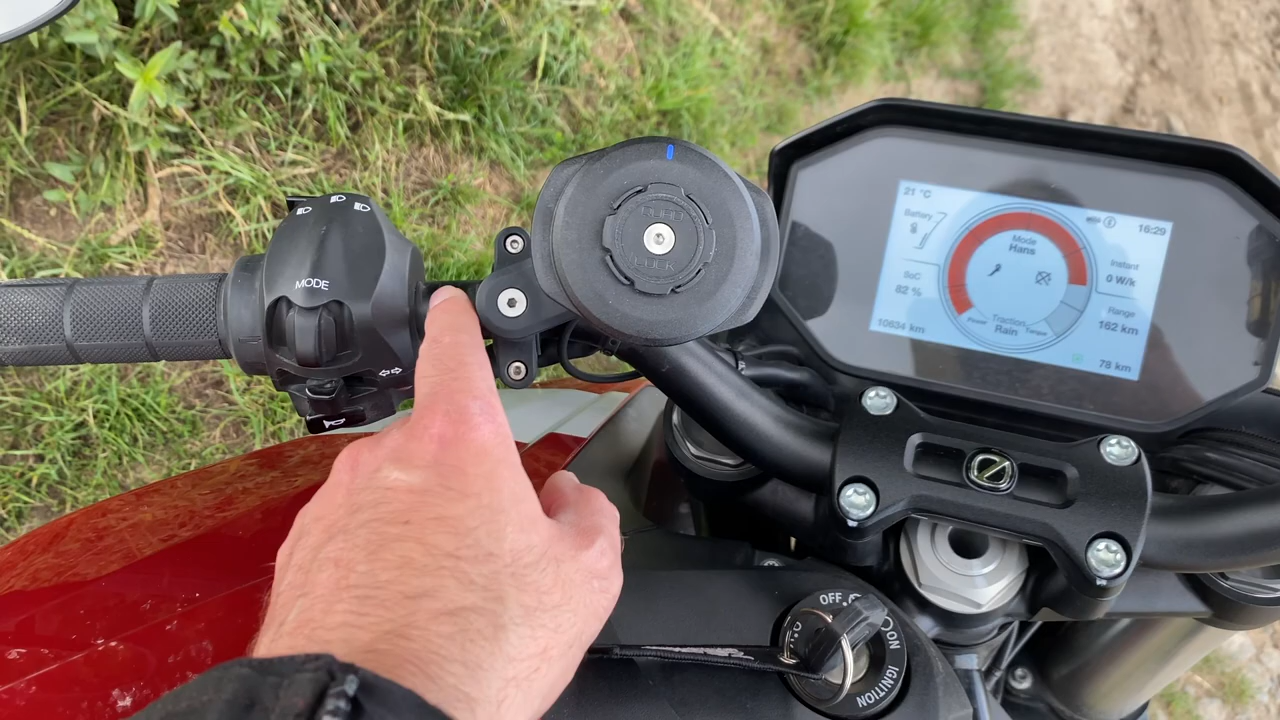 MODE
QUAD
LOCK
21 °C
16:29
Battery
Mode
Hans
Instant
0 W/k
SoC
82 %
Range
162 km
Power
Traction
Rain
Torque
10634 km
78 km
OFF
ON
IGNITION